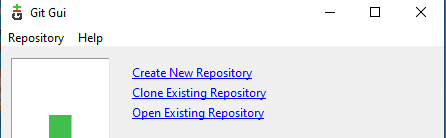 Git Gui
Repository Help
Create New Repository
Clone Existing Repository
Open Existing Repository